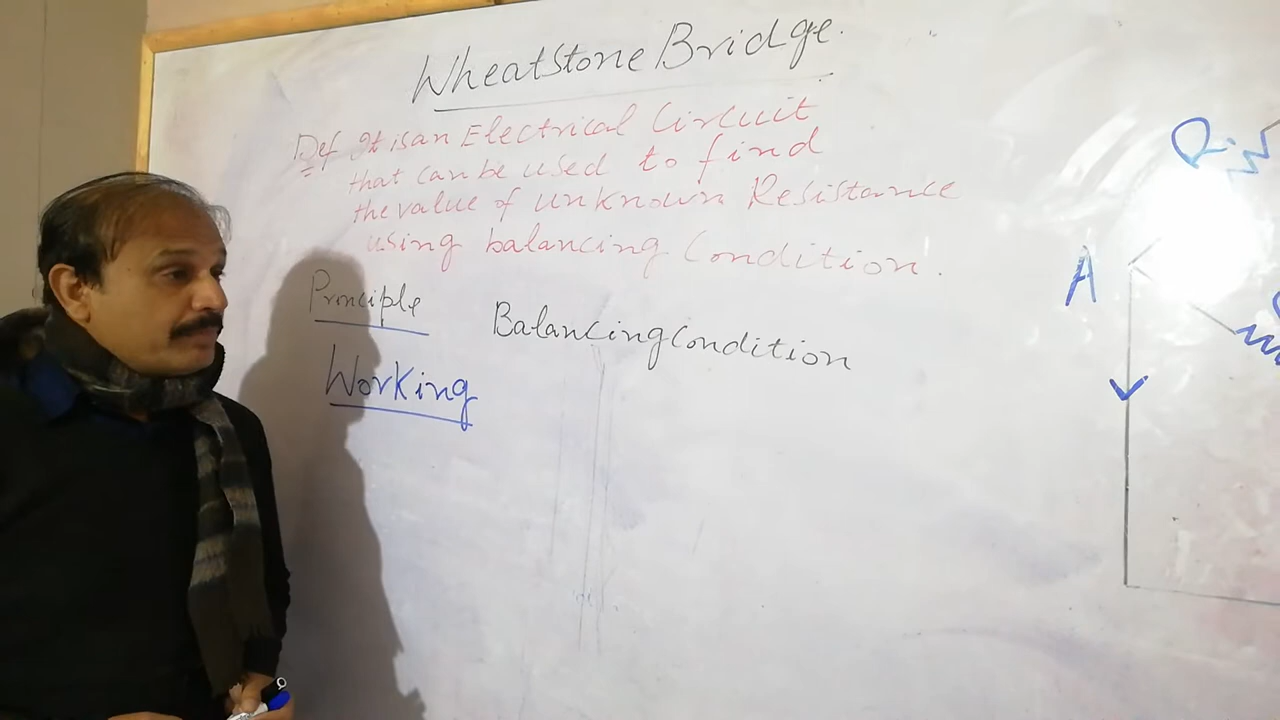 Wheatstone Bridge.
Def It is an Electrical Circuit
that can be used to find
the value of unknown Resistance
using balancing Condition.
Principle Balancing Condition
Working
A